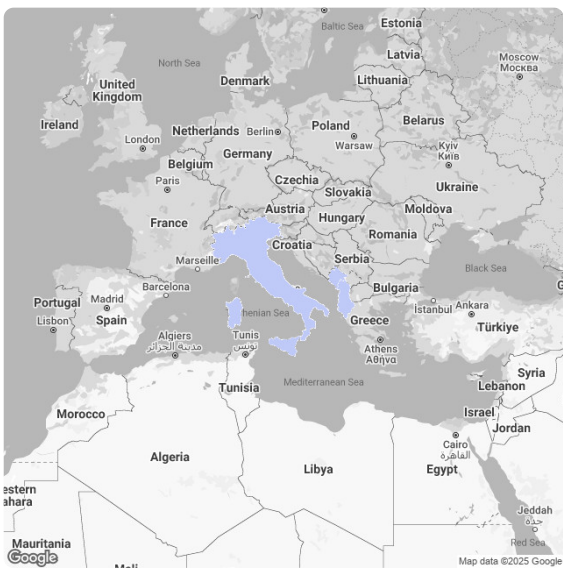 Baltic Sea
Estonia
Latvia
Moscow
Москва
North Sea
Denmark
Lithuania
United
Kingdom
Ireland
Belarus
Netherlands
Berlin
Poland
London
Warsaw
Kyiv
Київ
Belgium
Germany
Paris
Czechia
Ukraine
Slovakia
Austria
Moldova
France
Hungary
Romania
Croatia
Marseille
Serbia
Black Sea
Barcelona
Bulgaria
Portugal
Madrid
henian Sea
İstanbul
Ankara
Lisbon
Spain
Greece
Türkiye
Algiers
مدينة الجزائر
Tunis
تونس
Athens
Αθήνα
Syria
Mediterranean Sea
Lebanon
Tunisia
Morocco
Israel
Jordan
Cairo
القاهرة
Algeria
Libya
Egypt
estern
ahara
Jeddah
جدة
Mauritania
Red Sea
Google
Map data ©2025 Google